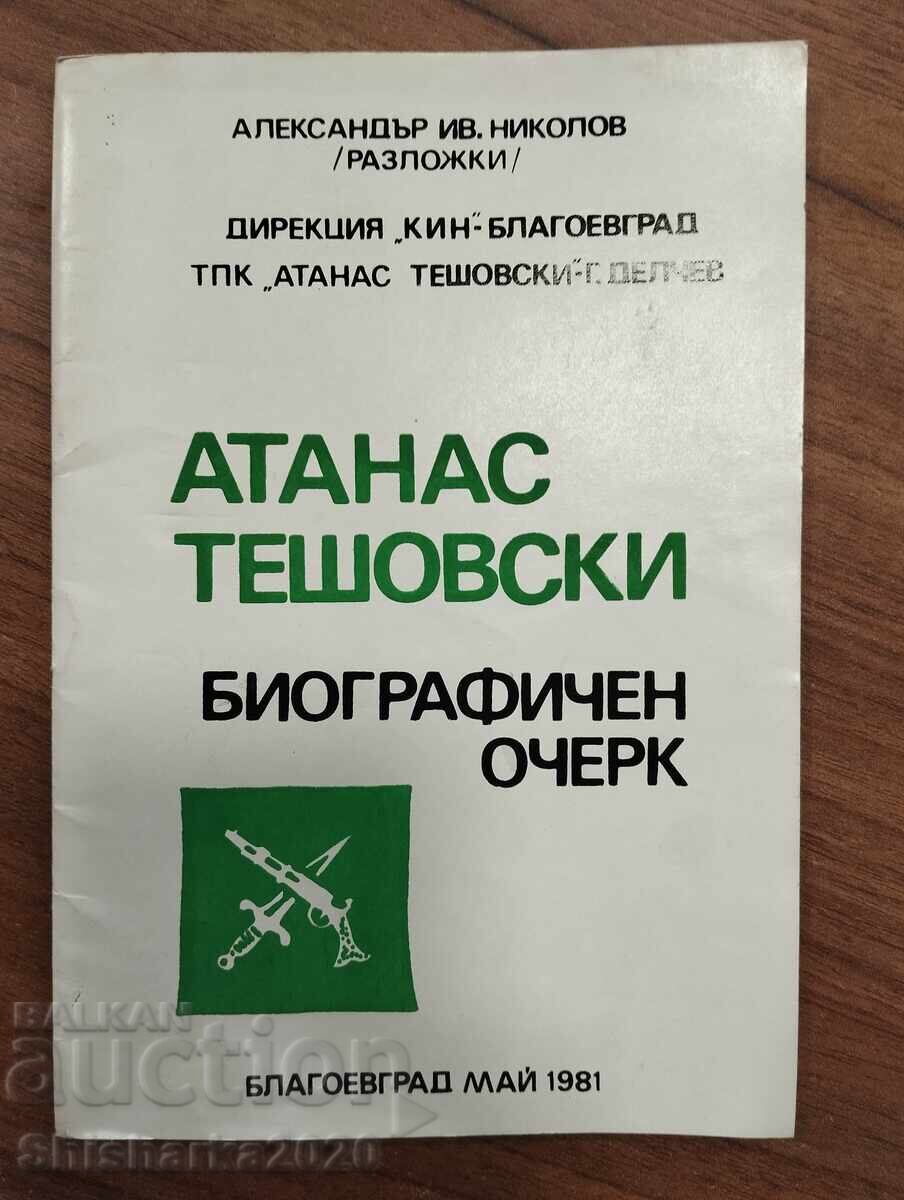 АЛЕКСАНДЪР ИВ. НИКОЛОВ
/РАЗЛОЖКИ/
ДИРЕКЦИЯ „КИН"-БЛАГОЕВГРАД
ТПК „АТАНАС ТЕШОВСКИ"-Г. ДЕЛЧЕВ
АТАНАС
ТЕШОВСКИ
БИОГРАФИЧЕН
ОЧЕРК
BALKAN
auction
БЛАГОЕВГРАД МАЙ 1981
Shisharka2020